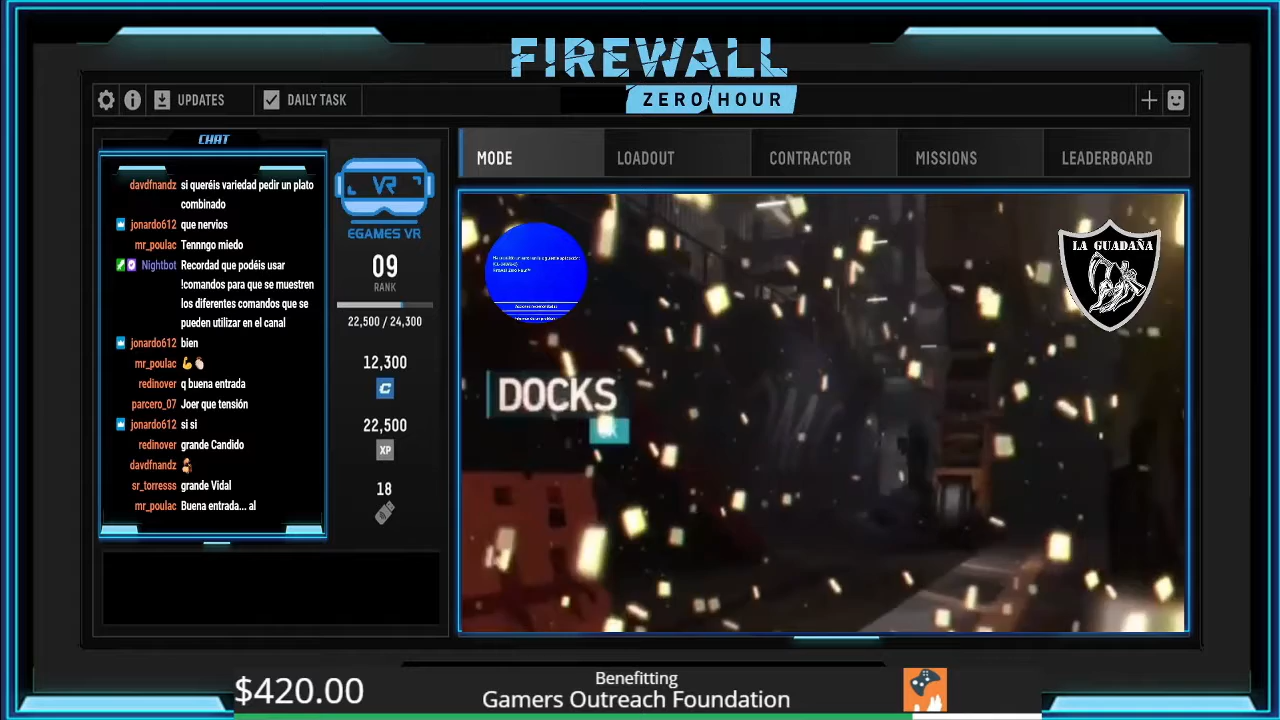 FIREWALL
ZERO HOUR
UPDATES
DAILY TASK
CHAT
davdfnandz si queréis variedad pedir un plato
combinado
jonardo612 que nervios
mr_poulac Tennngo miedo
Nightbot Recordad que podéis usar
!comandos para que se muestren
los diferentes comandos que se
pueden utilizar en el canal
jonardo612 bien
mr_poulac 💪👏🏻
redinover q buena entrada
parcero_07 Joer que tensión
jonardo612 si si
redinover grande Candido
davdfnandz
sr_torresss grande Vidal
mr_poulac Buena entrada... al
VR
EGAMES VR
09
RANK
22,500 / 24,300
12,300
C
22,500
XP
18
MODE
LOADOUT
CONTRACTOR
MISSIONS
LEADERBOARD
LA GUADAÑA
DOCKS
$420.00
Benefitting
Gamers Outreach Foundation